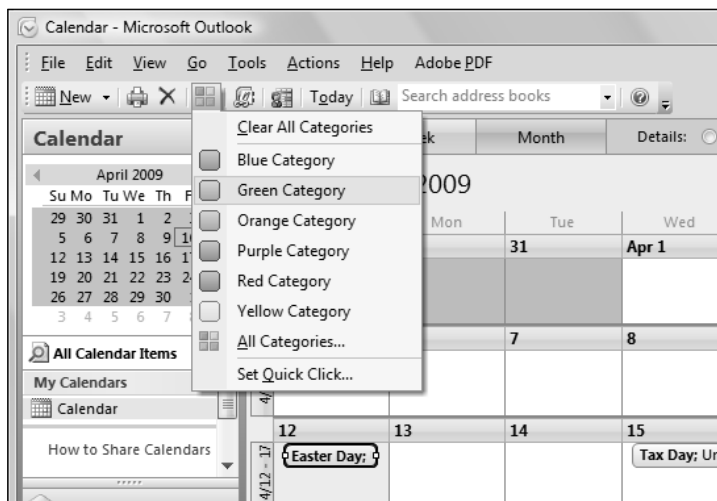 Calendar - Microsoft Outlook
File Edit View Go Tools Actions Help Adobe PDF
New Today Search address books
Calendar
Clear All Categories
Blue Category
Green Category
Orange Category
Purple Category
Red Category
Yellow Category
All Categories...
Set Quick Click...
Month Details:
April 2009
Su Mo Tu We Th
29 30 31 1 2
5 6 7 8 9
12 13 14 15 16
19 20 21 22 23
26 27 28 29 30
3 4 5 6 7
2009
Mon Tue Wed
31 Apr 1
7 8
All Calendar Items
My Calendars
Calendar
How to Share Calendars
12 13 14 15
4/12 - 17
Easter Day; Tax Day;